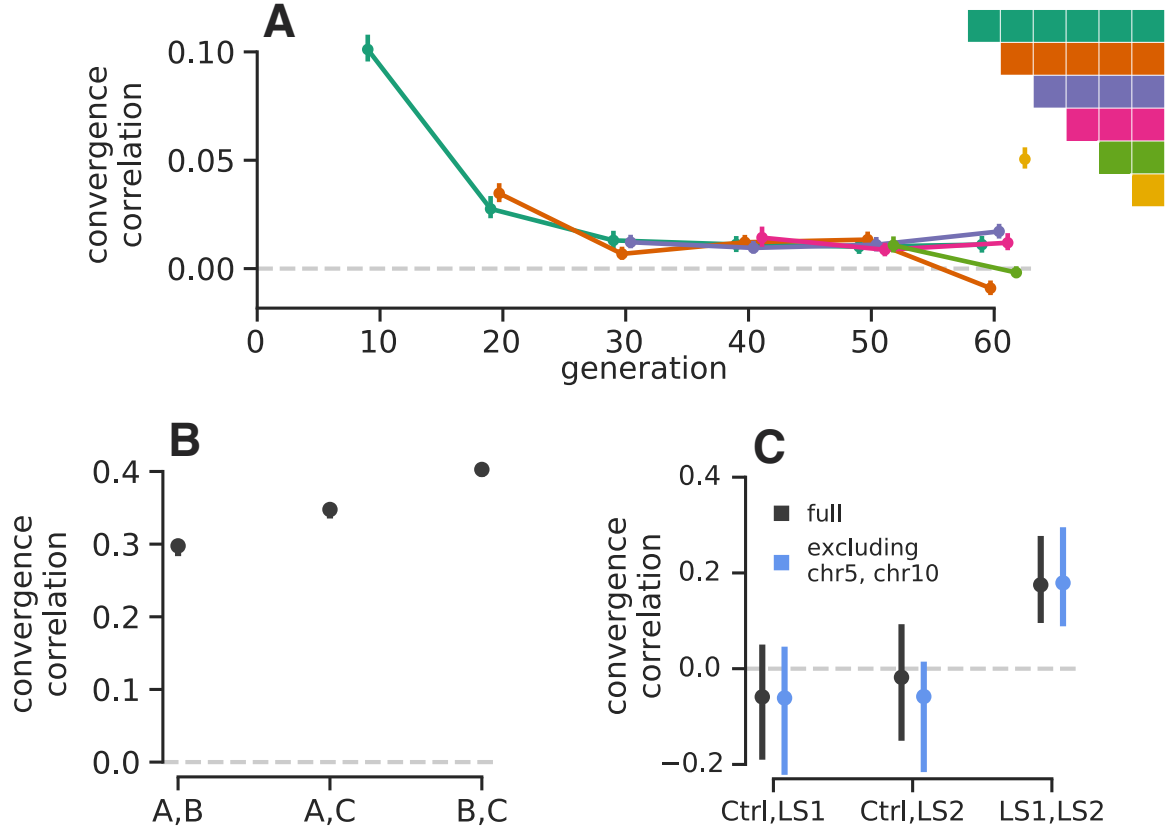 A
convergence
correlation
0.10
0.05
0.00
0 10 20 30 40 50 60
generation
B
convergence
correlation
0.4
0.3
0.2
0.1
0.0
A,B A,C B,C
C
convergence
correlation
0.4
0.2
0.0
−0.2
full
excluding
chr5, chr10
Ctrl,LS1 Ctrl,LS2 LS1,LS2